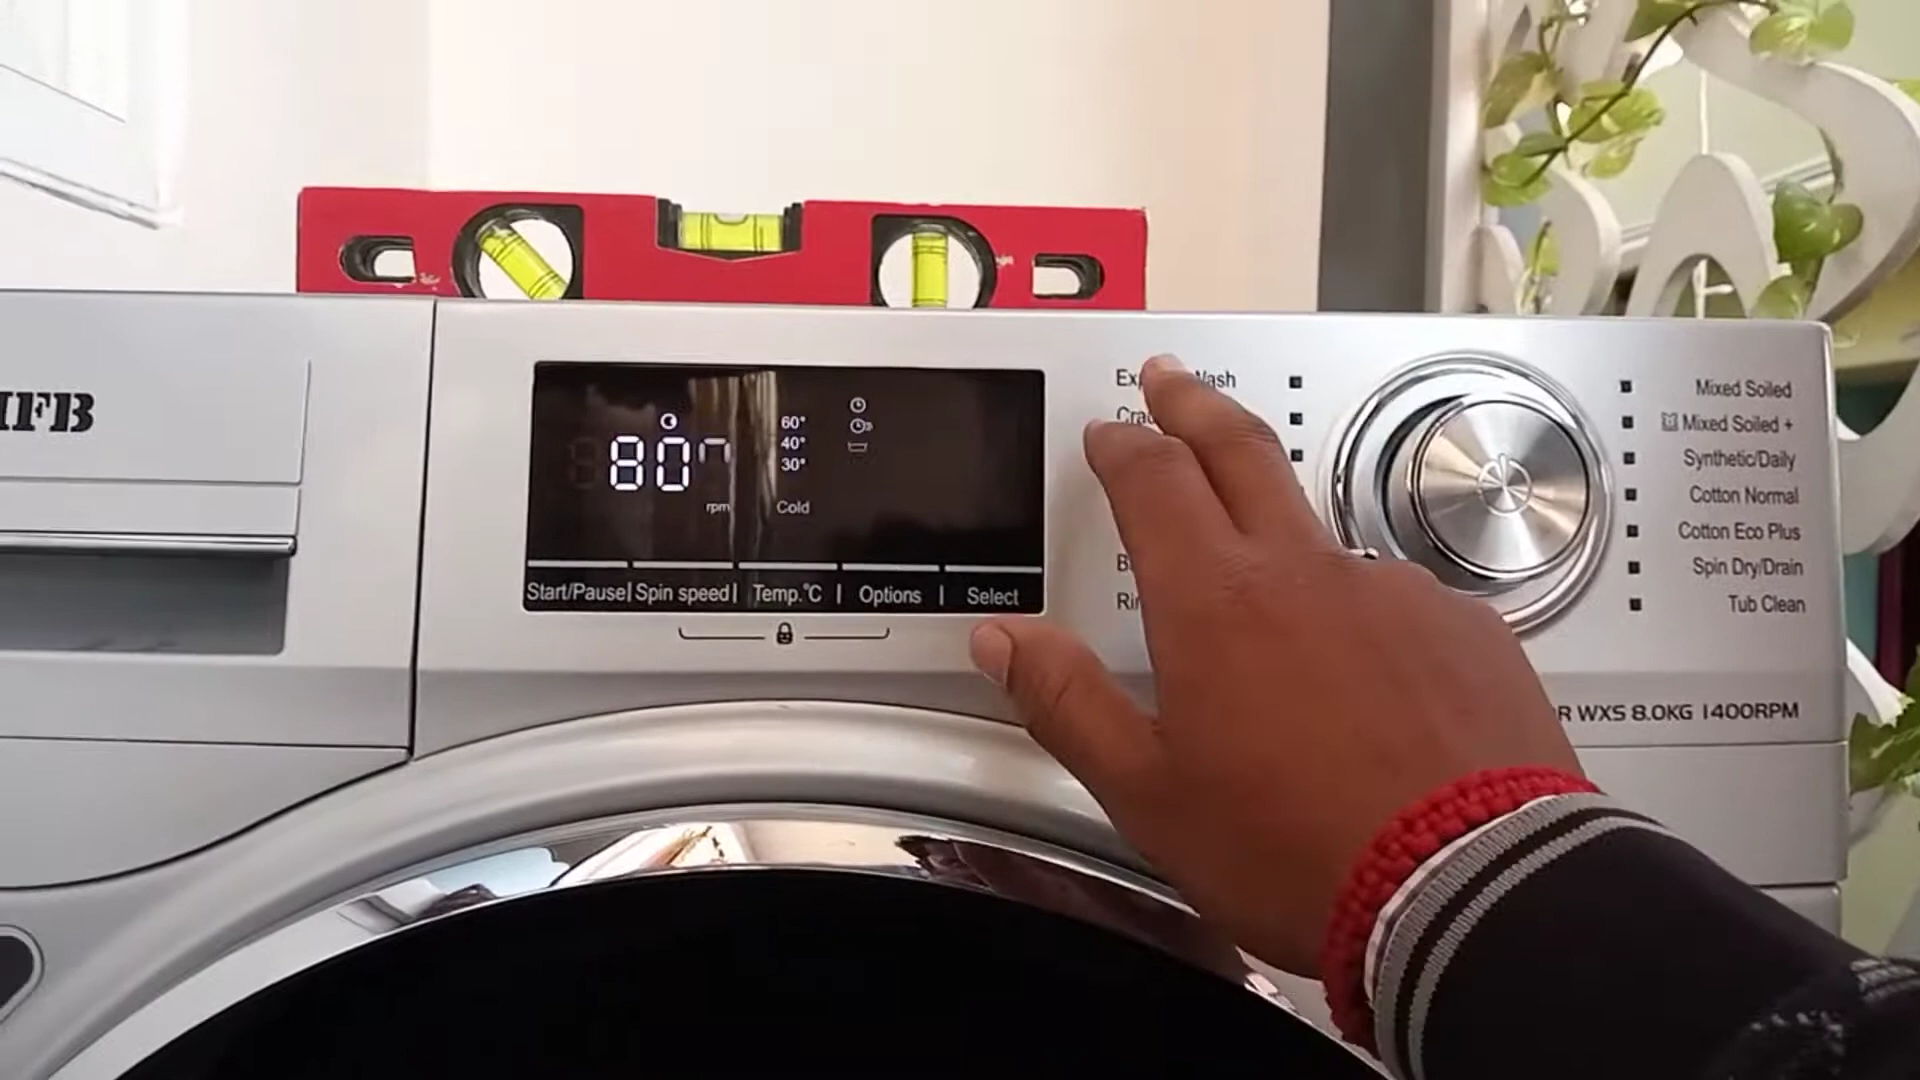 IFB
80
rpm
60°
40°
30°
Cold
Start/Pause | Spin speed | Temp.°C | Options | Select
Wash
Mixed Soiled
Mixed Soiled +
Synthetic/Daily
Cotton Normal
Cotton Eco Plus
Spin Dry/Drain
Tub Clean
WXS 8.0KG 1400RPM